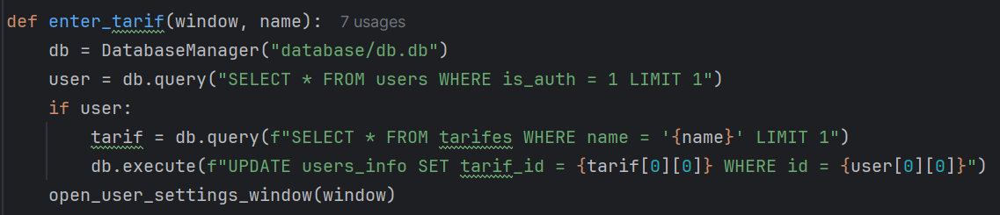 def enter_tarif(window, name):  7 usages
    db = DatabaseManager("database/db.db")
    user = db.query("SELECT * FROM users WHERE is_auth = 1 LIMIT 1")
    if user:
        tarif = db.query(f"SELECT * FROM tarifes WHERE name = '{name}' LIMIT 1")
        db.execute(f"UPDATE users_info SET tarif_id = {tarif[0][0]} WHERE id = {user[0][0]}")
    open_user_settings_window(window)